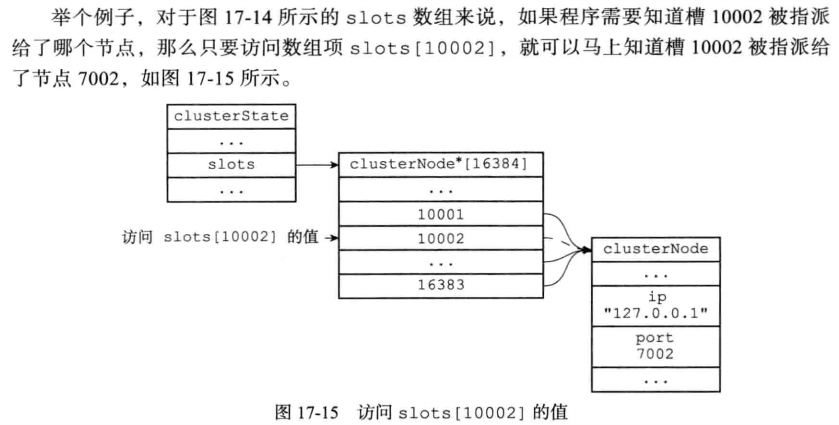 举个例子，对于图 17-14 所示的 slots 数组来说，如果程序需要知道槽 10002 被指派
给了哪个节点，那么只要访问数组项 slots[10002]，就可以马上知道槽 10002 被指派给
了节点 7002，如图 17-15 所示。
clusterState
...
slots
...
clusterNode*[16384]
...
10001
访问 slots[10002] 的值
10002
...
16383
clusterNode
...
ip
"127.0.0.1"
port
7002
...
图 17-15 访问 slots[10002] 的值